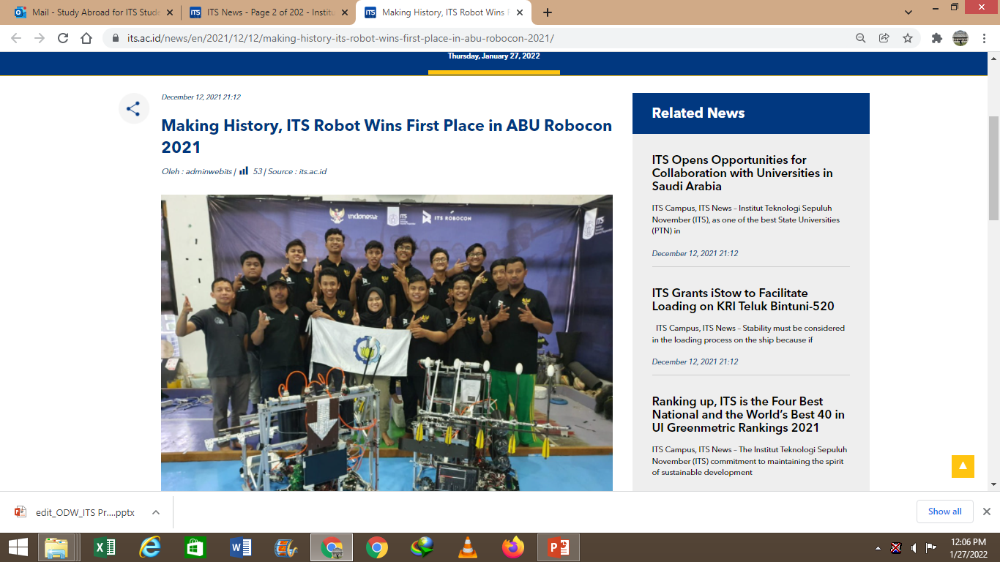 Mail - Study Abroad for ITS Stude
ITS
ITS News - Page 2 of 202 - Institu
ITS
Making History, ITS Robot Wins F
its.ac.id/news/en/2021/12/12/making-history-its-robot-wins-first-place-in-abu-robocon-2021/
Thursday, January 27, 2022
December 12, 2021 21:12
Making History, ITS Robot Wins First Place in ABU Robocon
2021
Oleh : adminwebits | 53 | Source : its.ac.id
indonesia
ITS
ITS ROBOCON
ITS
Related News
ITS Opens Opportunities for
Collaboration with Universities in
Saudi Arabia
ITS Campus, ITS News – Institut Teknologi Sepuluh
November (ITS), as one of the best State Universities
(PTN) in
December 12, 2021 21:12
ITS Grants iStow to Facilitate
Loading on KRI Teluk Bintuni-520
ITS Campus, ITS News – Stability must be considered
in the loading process on the ship because if
December 12, 2021 21:12
Ranking up, ITS is the Four Best
National and the World's Best 40 in
UI Greenmetric Rankings 2021
ITS Campus, ITS News – The Institut Teknologi Sepuluh
November (ITS) commitment to maintaining the spirit
of sustainable development
edit_ODW_ITS Pr....pptx
Show all
12:06 PM
1/27/2022